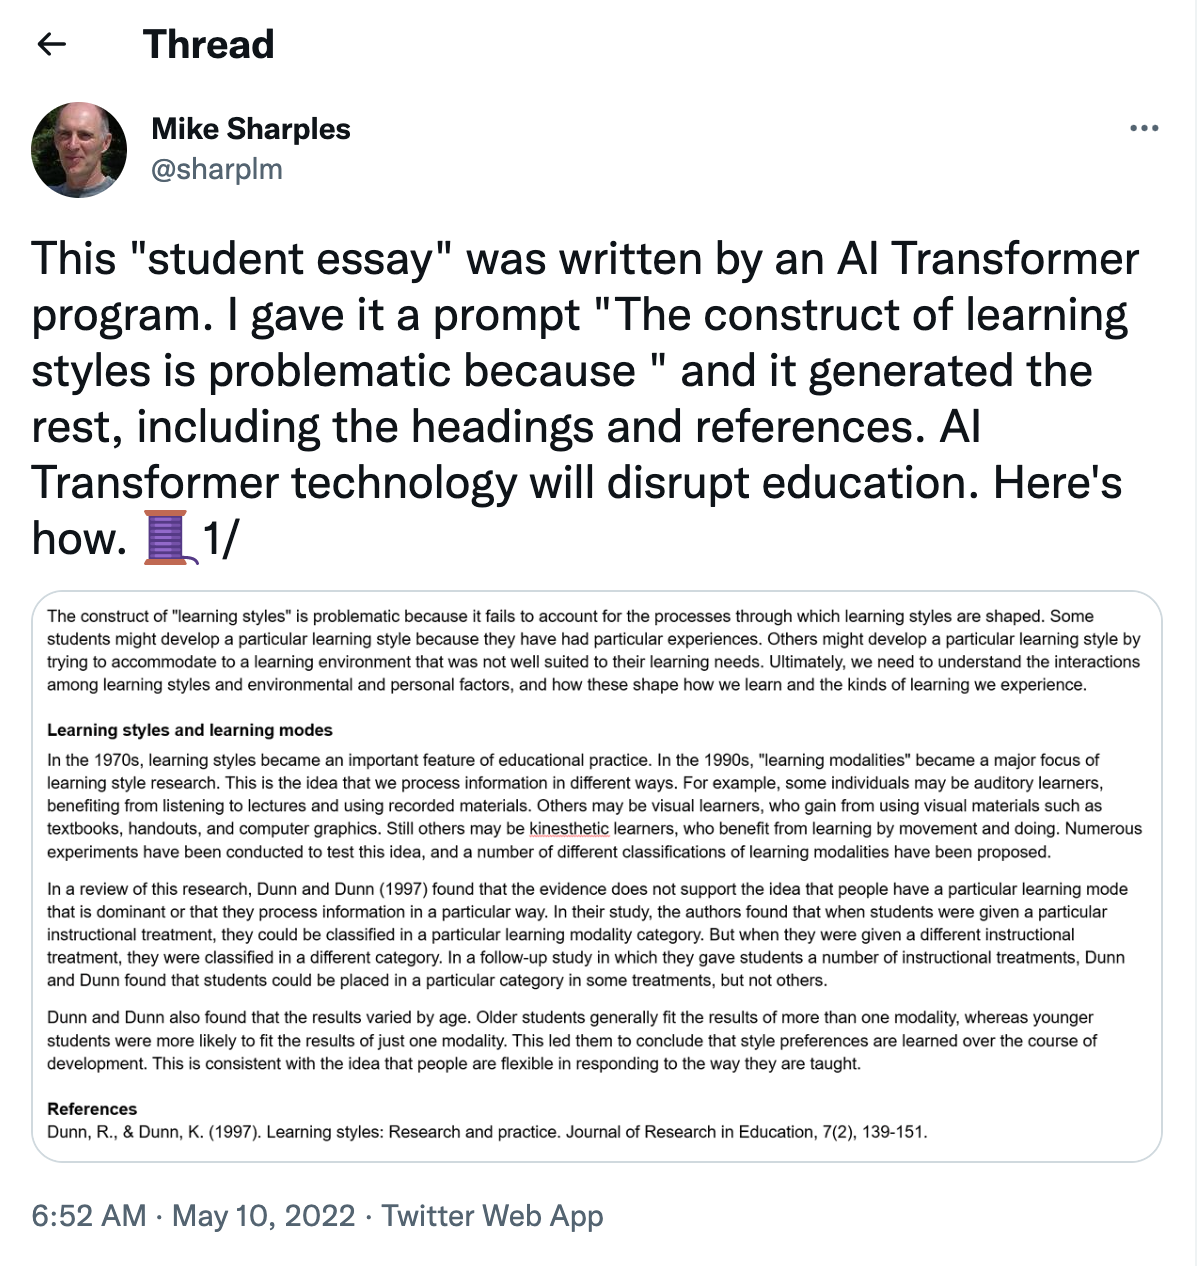 Thread
Mike Sharples
@sharplm
This "student essay" was written by an AI Transformer
program. I gave it a prompt "The construct of learning
styles is problematic because " and it generated the
rest, including the headings and references. AI
Transformer technology will disrupt education. Here's
how. 🧵 1/
The construct of "learning styles" is problematic because it fails to account for the processes through which learning styles are shaped. Some
students might develop a particular learning style because they have had particular experiences. Others might develop a particular learning style by
trying to accommodate to a learning environment that was not well suited to their learning needs. Ultimately, we need to understand the interactions
among learning styles and environmental and personal factors, and how these shape how we learn and the kinds of learning we experience.
Learning styles and learning modes
In the 1970s, learning styles became an important feature of educational practice. In the 1990s, "learning modalities" became a major focus of
learning style research. This is the idea that we process information in different ways. For example, some individuals may be auditory learners,
benefiting from listening to lectures and using recorded materials. Others may be visual learners, who gain from using visual materials such as
textbooks, handouts, and computer graphics. Still others may be kinesthetic learners, who benefit from learning by movement and doing. Numerous
experiments have been conducted to test this idea, and a number of different classifications of learning modalities have been proposed.
In a review of this research, Dunn and Dunn (1997) found that the evidence does not support the idea that people have a particular learning mode
that is dominant or that they process information in a particular way. In their study, the authors found that when students were given a particular
instructional treatment, they could be classified in a particular learning modality category. But when they were given a different instructional
treatment, they were classified in a different category. In a follow-up study in which they gave students a number of instructional treatments, Dunn
and Dunn found that students could be placed in a particular category in some treatments, but not others.
Dunn and Dunn also found that the results varied by age. Older students generally fit the results of more than one modality, whereas younger
students were more likely to fit the results of just one modality. This led them to conclude that style preferences are learned over the course of
development. This is consistent with the idea that people are flexible in responding to the way they are taught.
References
Dunn, R., & Dunn, K. (1997). Learning styles: Research and practice. Journal of Research in Education, 7(2), 139-151.
6:52 AM · May 10, 2022 · Twitter Web App